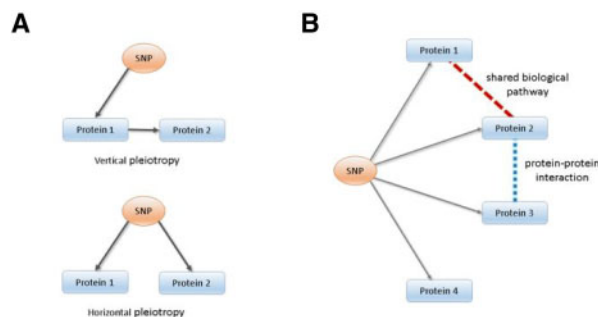 A
SNP
Protein 1
Protein 2
Vertical pleiotropy
SNP
Protein 1
Protein 2
Horizontal pleiotropy
B
Protein 1
shared biological
pathway
Protein 2
protein-protein
interaction
SNP
Protein 3
Protein 4